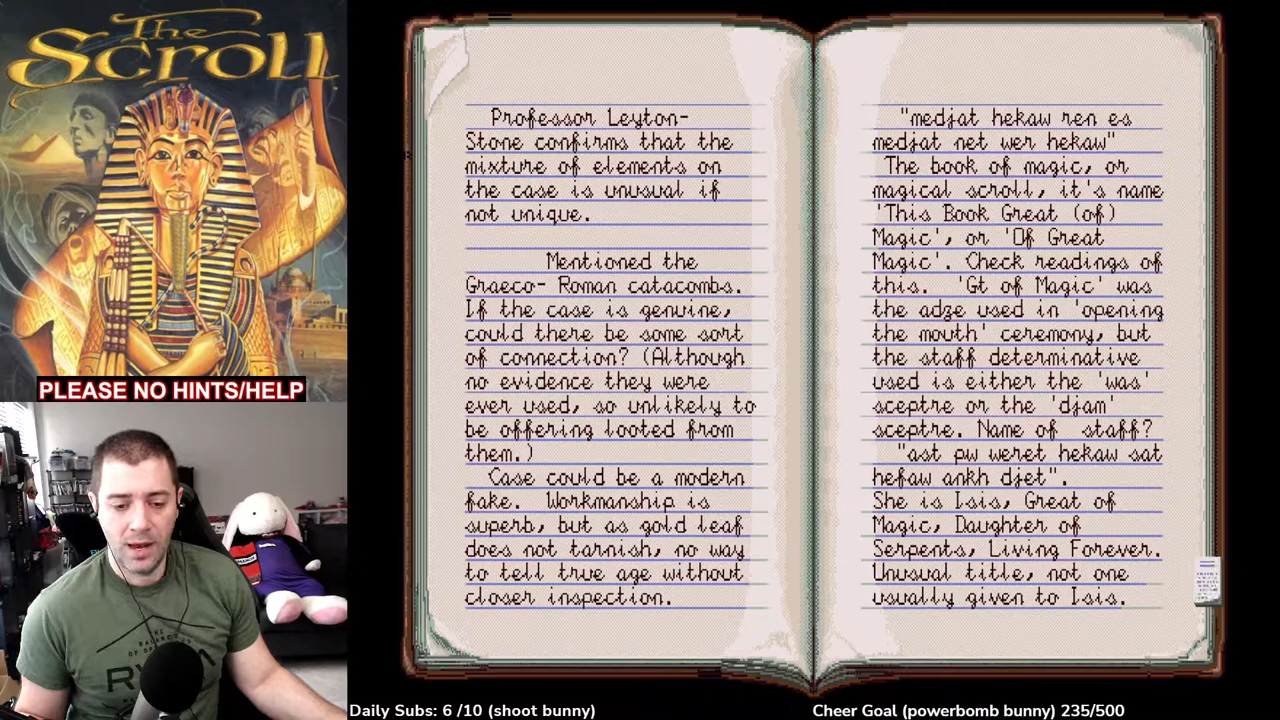 The
Scroll
PLEASE NO HINTS/HELP
Professor Leyton-
Stone confirms that the
mixture of elements on
the case is unusual if
not unique.
Mentioned the
Graeco- Roman catacombs.
If the case is genuine,
could there be some sort
of connection? (Although
no evidence they were
ever used, so unlikely to
be offering looted from
them.)
Case could be a modern
fake. Workmanship is
superb, but as gold leaf
does not tarnish, no way
to tell true age without
closer inspection.
"medjat hekaw ren es
medjat net wer hekaw"
The book of magic, or
magical scroll, it's name
'This Book Great (of)
Magic', or 'Of Great
Magic'. Check readings of
this. 'Gt of Magic' was
the adze used in 'opening
the mouth' ceremony, but
the staff determinative
used is either the 'was'
sceptre or the 'djam'
sceptre. Name of staff?
"ast pw weret hekaw sat
hefaw ankh djet".
She is Isis, Great of
Magic, Daughter of
Serpents, Living Forever.
Unusual title, not one
usually given to Isis.
Daily Subs: 6 /10 (shoot bunny)
Cheer Goal (powerbomb bunny) 235/500